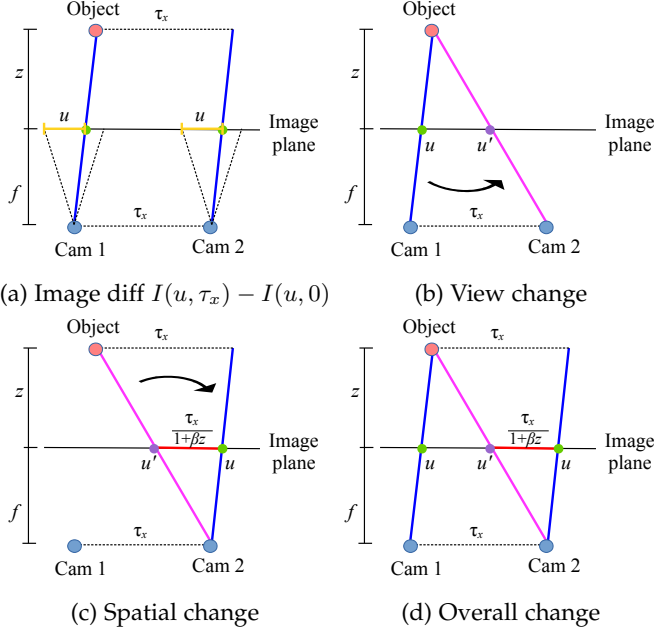 Object
τₓ
z
u
u
Image
plane
f
τₓ
Cam 1
Cam 2
(a) Image diff I(u, τₓ) − I(u, 0)
Object
z
Image
plane
u
u'
f
τₓ
Cam 1
Cam 2
(b) View change
Object
τₓ
z
τₓ
1+βz
Image
plane
u'
u
f
τₓ
Cam 1
Cam 2
(c) Spatial change
Object
τₓ
z
τₓ
1+βz
Image
plane
u
u'
u
f
τₓ
Cam 1
Cam 2
(d) Overall change